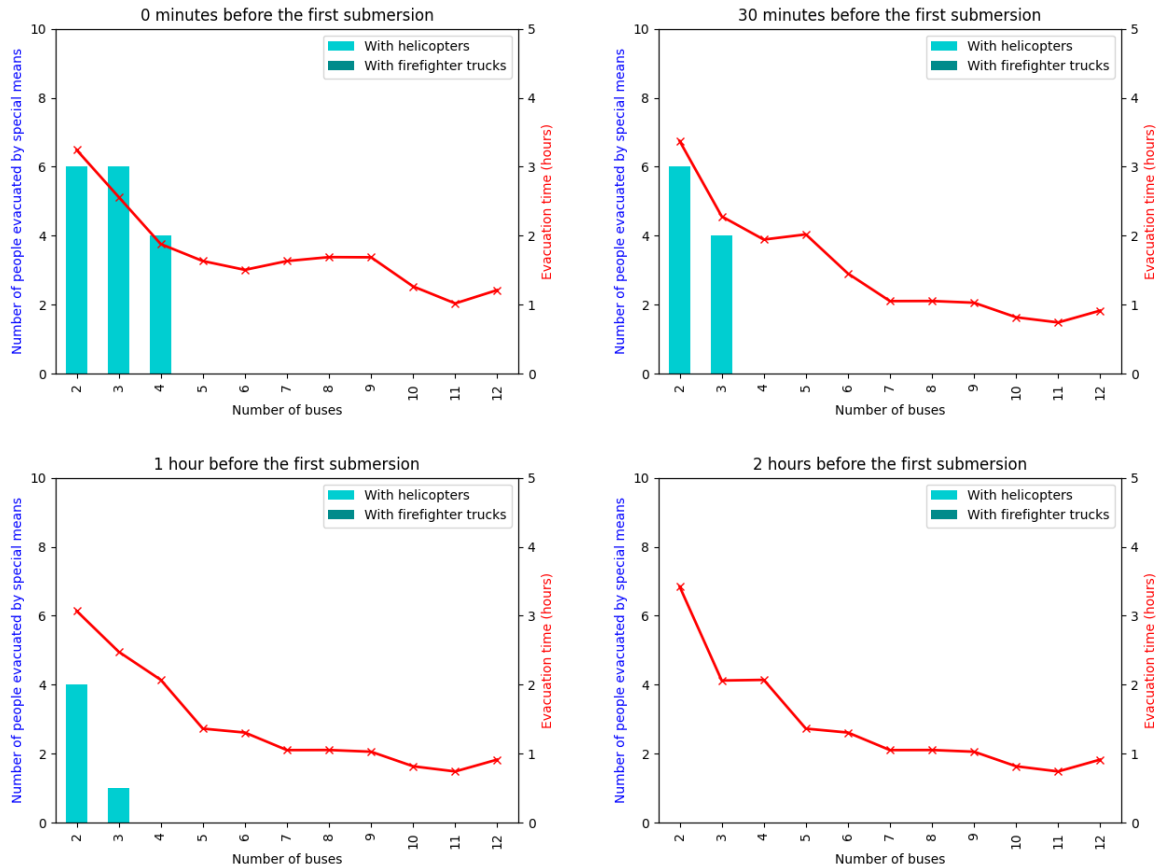 0 minutes before the first submersion
Number of people evacuated by special means
10
8
6
4
2
0
With helicopters
With firefighter trucks
5
4
3
2
1
0
Evacuation time (hours)
2 3 4 5 6 7 8 9 10 11 12
Number of buses
30 minutes before the first submersion
Number of people evacuated by special means
10
8
6
4
2
0
With helicopters
With firefighter trucks
5
4
3
2
1
0
Evacuation time (hours)
2 3 4 5 6 7 8 9 10 11 12
Number of buses
1 hour before the first submersion
Number of people evacuated by special means
10
8
6
4
2
0
With helicopters
With firefighter trucks
5
4
3
2
1
0
Evacuation time (hours)
2 3 4 5 6 7 8 9 10 11 12
Number of buses
2 hours before the first submersion
Number of people evacuated by special means
10
8
6
4
2
0
With helicopters
With firefighter trucks
5
4
3
2
1
0
Evacuation time (hours)
2 3 4 5 6 7 8 9 10 11 12
Number of buses